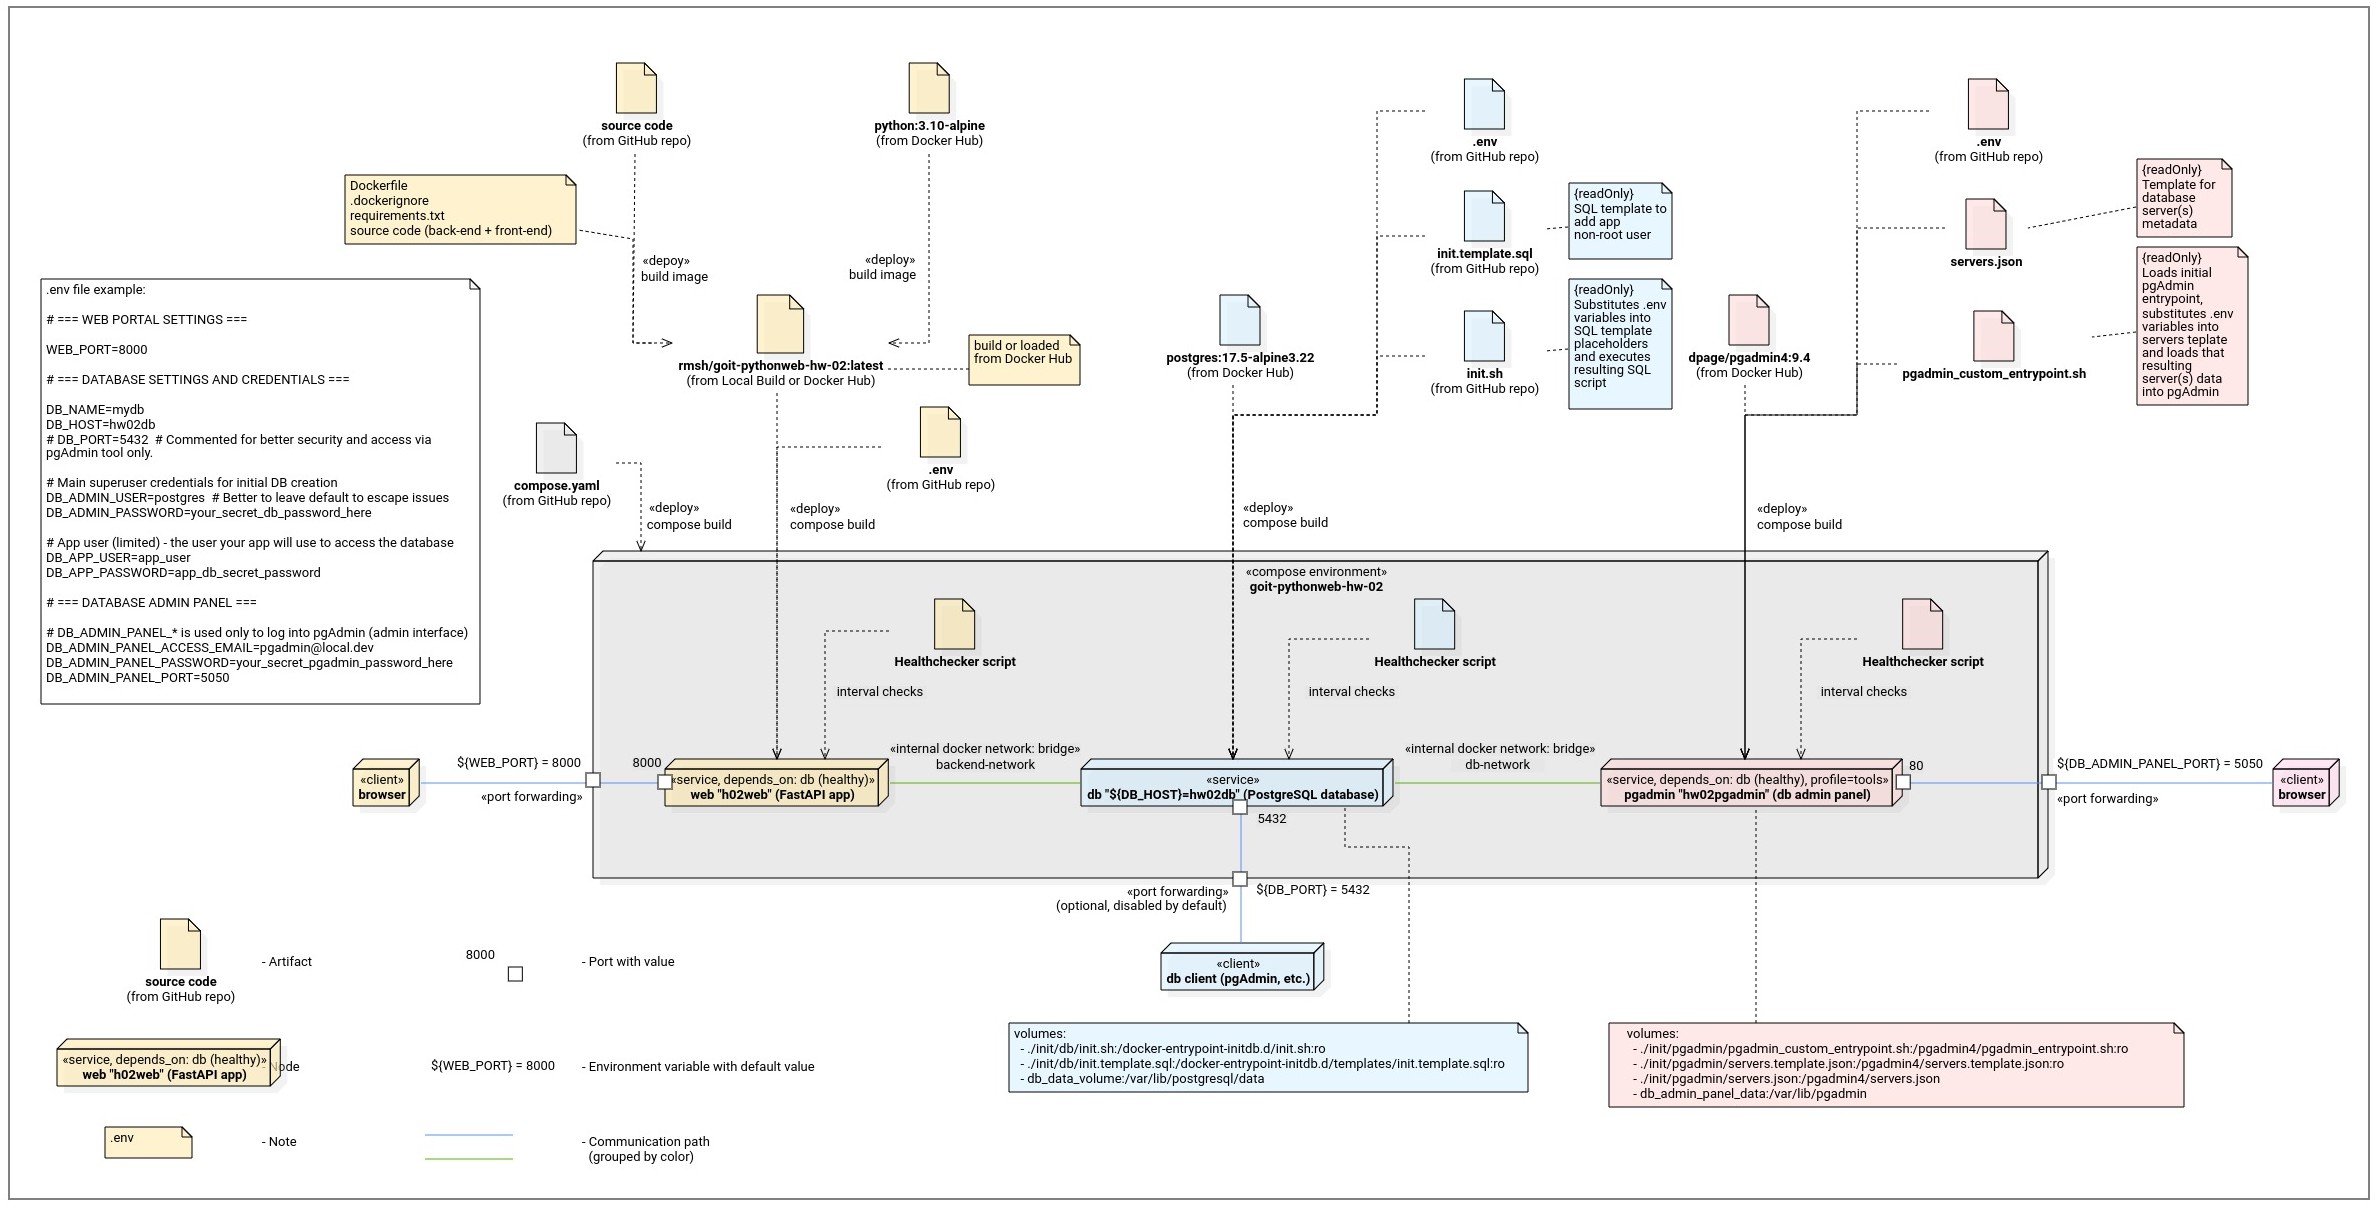 source code
(from GitHub repo)
python:3.10-alpine
(from Docker Hub)
.env
(from GitHub repo)
.env
(from GitHub repo)
Dockerfile
.dockerignore
requirements.txt
source code (back-end + front-end)
«depoy»
build image
«deploy»
build image
init.template.sql
(from GitHub repo)
{readOnly}
SQL template to
add app
non-root user
servers.json
{readOnly}
Template for
database
server(s)
metadata
.env file example:
# === WEB PORTAL SETTINGS ===
WEB_PORT=8000
# === DATABASE SETTINGS AND CREDENTIALS ===
DB_NAME=mydb
DB_HOST=hw02db
# DB_PORT=5432  # Commented for better security and access via
pgAdmin tool only.
# Main superuser credentials for initial DB creation
DB_ADMIN_USER=postgres  # Better to leave default to escape issues
DB_ADMIN_PASSWORD=your_secret_db_password_here
# App user (limited) - the user your app will use to access the database
DB_APP_USER=app_user
DB_APP_PASSWORD=app_db_secret_password
# === DATABASE ADMIN PANEL ===
# DB_ADMIN_PANEL_* is used only to log into pgAdmin (admin interface)
DB_ADMIN_PANEL_ACCESS_EMAIL=pgadmin@local.dev
DB_ADMIN_PANEL_PASSWORD=your_secret_pgadmin_password_here
DB_ADMIN_PANEL_PORT=5050
rmsh/goit-pythonweb-hw-02:latest
(from Local Build or Docker Hub)
build or loaded
from Docker Hub
postgres:17.5-alpine3.22
(from Docker Hub)
init.sh
(from GitHub repo)
{readOnly}
Substitutes .env
variables into
SQL template
placeholders
and executes
resulting SQL
script
dpage/pgadmin4:9.4
(from Docker Hub)
pgadmin_custom_entrypoint.sh
{readOnly}
Loads initial
pgAdmin
entrypoint,
substitutes .env
variables into
servers teplate
and loads that
resulting
server(s) data
into pgAdmin
compose.yaml
(from GitHub repo)
.env
(from GitHub repo)
«deploy»
compose build
«deploy»
compose build
«deploy»
compose build
«deploy»
compose build
«compose environment»
goit-pythonweb-hw-02
Healthchecker script
interval checks
Healthchecker script
interval checks
Healthchecker script
interval checks
«client»
browser
${WEB_PORT} = 8000
«port forwarding»
8000
«service, depends_on: db (healthy)»
web "h02web" (FastAPI app)
«internal docker network: bridge»
backend-network
«service»
db "${DB_HOST}=hw02db" (PostgreSQL database)
5432
«internal docker network: bridge»
db-network
«service, depends_on: db (healthy), profile=tools»
pgadmin "hw02pgadmin" (db admin panel)
80
${DB_ADMIN_PANEL_PORT} = 5050
«port forwarding»
«client»
browser
«port forwarding»
(optional, disabled by default)
${DB_PORT} = 5432
«client»
db client (pgAdmin, etc.)
volumes:
- ./init/db/init.sh:/docker-entrypoint-initdb.d/init.sh:ro
- ./init/db/init.template.sql:/docker-entrypoint-initdb.d/templates/init.template.sql:ro
- db_data_volume:/var/lib/postgresql/data
volumes:
- ./init/pgadmin/pgadmin_custom_entrypoint.sh:/pgadmin4/pgadmin_entrypoint.sh:ro
- ./init/pgadmin/servers.template.json:/pgadmin4/servers.template.json:ro
- ./init/pgadmin/servers.json:/pgadmin4/servers.json
- db_admin_panel_data:/var/lib/pgadmin
source code
(from GitHub repo)
- Artifact
8000
- Port with value
«service, depends_on: db (healthy)»
web "h02web" (FastAPI app)
- Node
${WEB_PORT} = 8000
- Environment variable with default value
.env
- Note
- Communication path
(grouped by color)